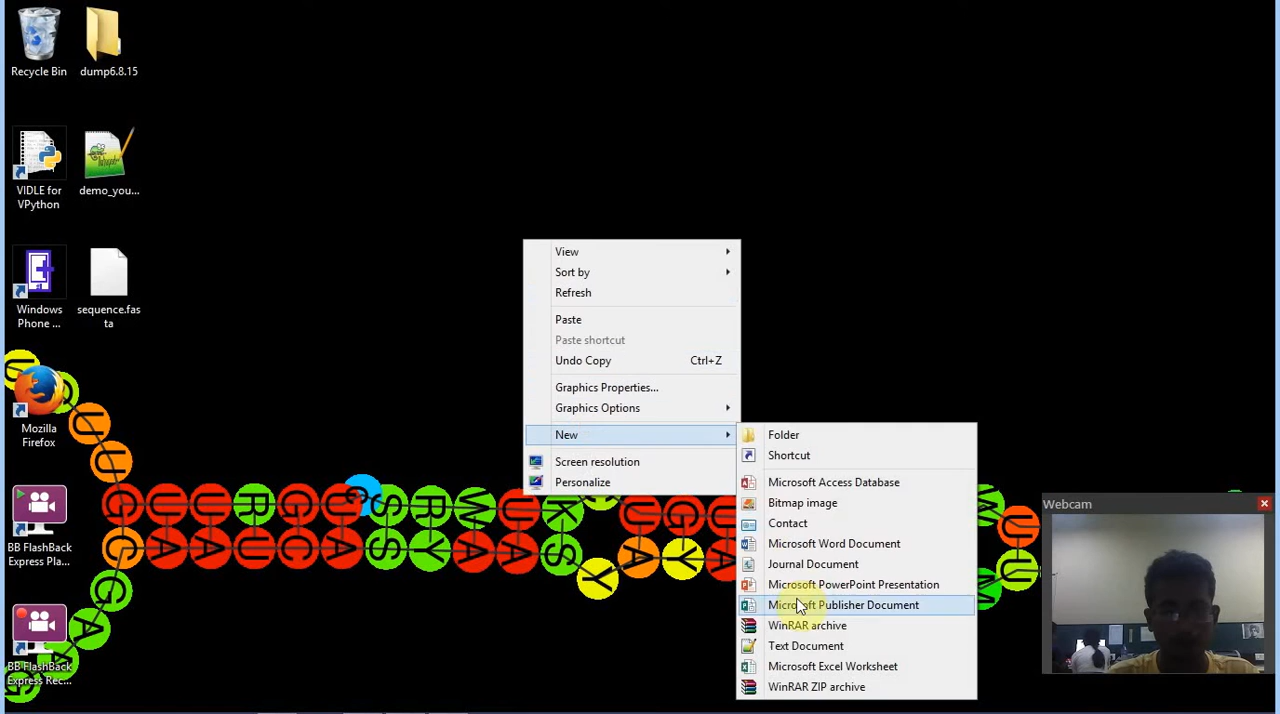 Recycle Bin
dump6.8.15
VIDLE for
VPython
demo_you...
Windows
Phone ...
sequence.fas
ta
Mozilla
Firefox
BB FlashBack
Express Pla...
BB FlashBack
Express Rec...
View
Sort by
Refresh
Paste
Paste shortcut
Undo Copy Ctrl+Z
Graphics Properties...
Graphics Options
New
Screen resolution
Personalize
Folder
Shortcut
Microsoft Access Database
Bitmap image
Contact
Microsoft Word Document
Journal Document
Microsoft PowerPoint Presentation
Microsoft Publisher Document
WinRAR archive
Text Document
Microsoft Excel Worksheet
WinRAR ZIP archive
Webcam